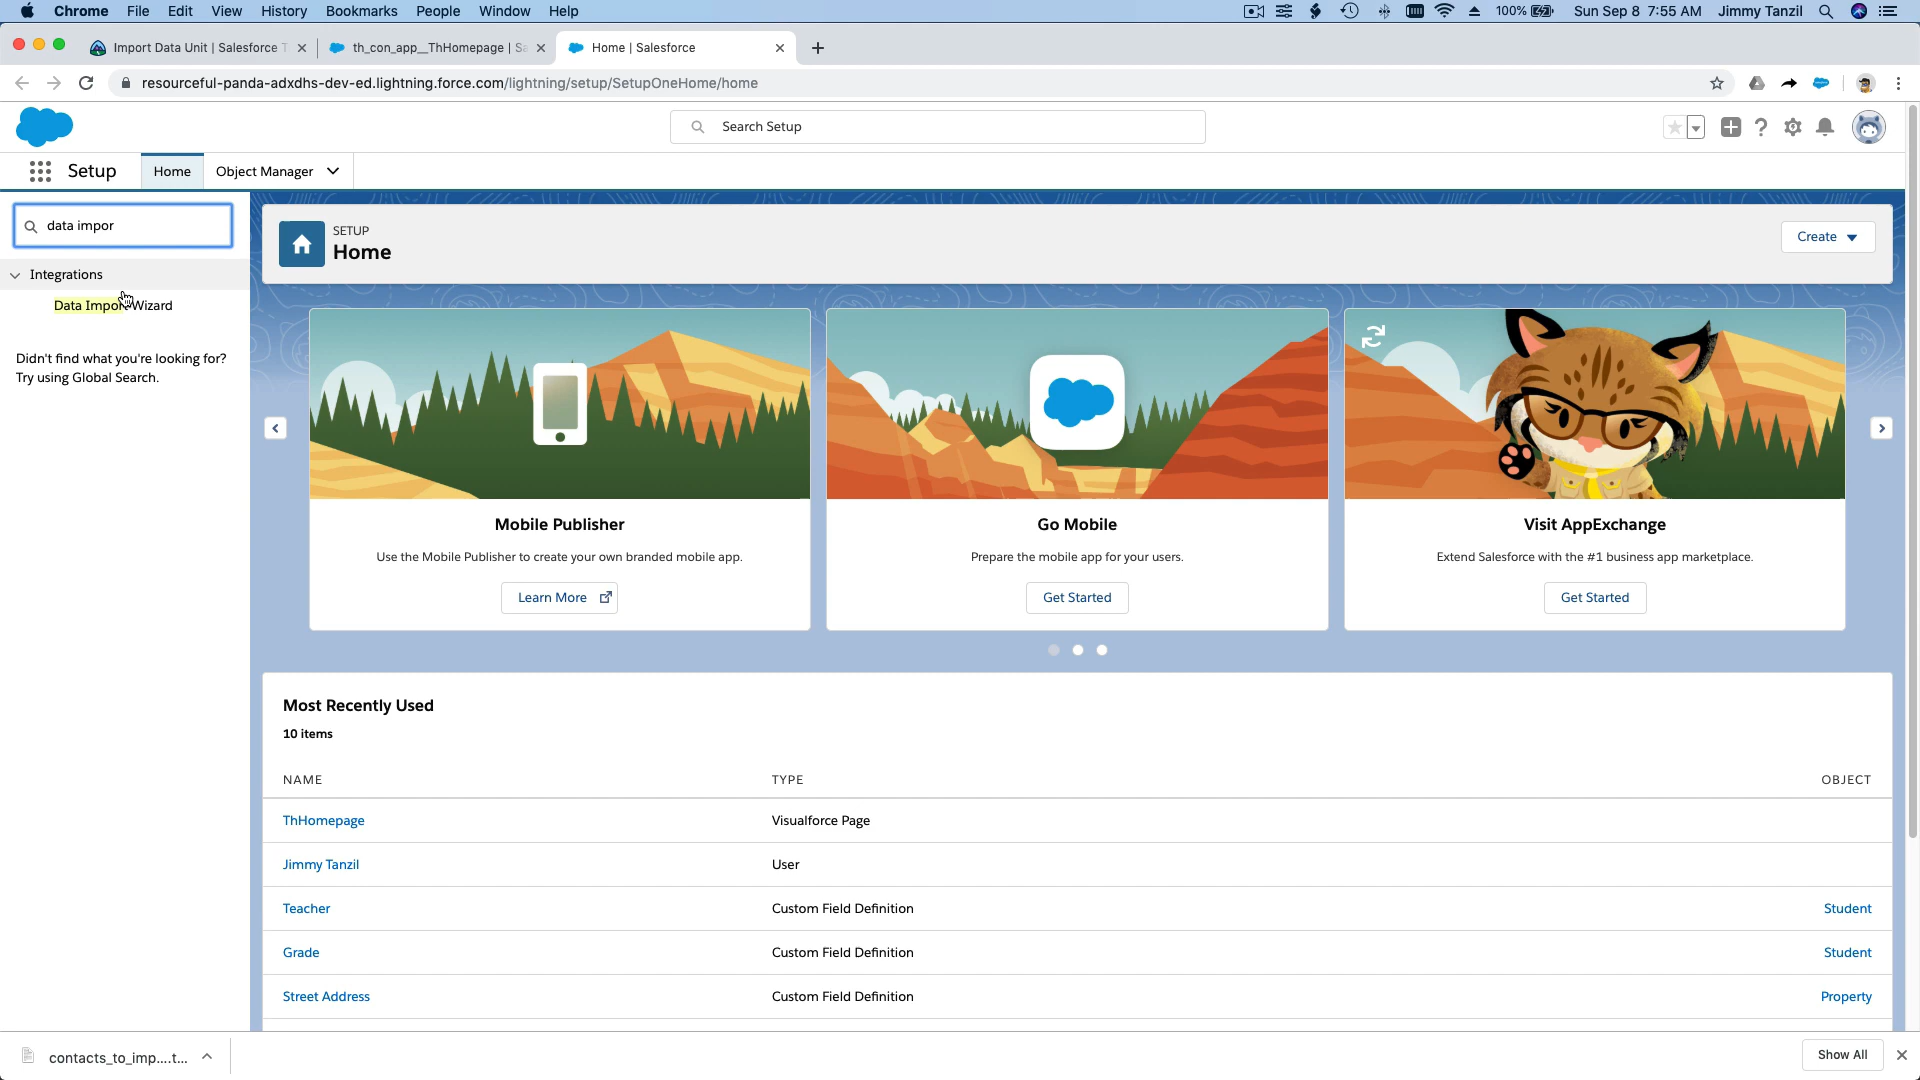 Chrome File Edit View History Bookmarks People Window Help 100% Sun Sep 8 7:55 AM Jimmy Tanzil
Import Data Unit | Salesforce T th_con_app__ThHomepage | Sa Home | Salesforce
resourceful-panda-adxdhs-dev-ed.lightning.force.com/lightning/setup/SetupOneHome/home
Search Setup
Setup Home Object Manager
data impor
SETUP
Home
Create
Integrations
Data Import Wizard
Didn't find what you're looking for?
Try using Global Search.
Mobile Publisher
Use the Mobile Publisher to create your own branded mobile app.
Learn More
Go Mobile
Prepare the mobile app for your users.
Get Started
Visit AppExchange
Extend Salesforce with the #1 business app marketplace.
Get Started
Most Recently Used
10 items
NAME TYPE OBJECT
ThHomepage Visualforce Page
Jimmy Tanzil User
Teacher Custom Field Definition Student
Grade Custom Field Definition Student
Street Address Custom Field Definition Property
contacts_to_imp....t... Show All